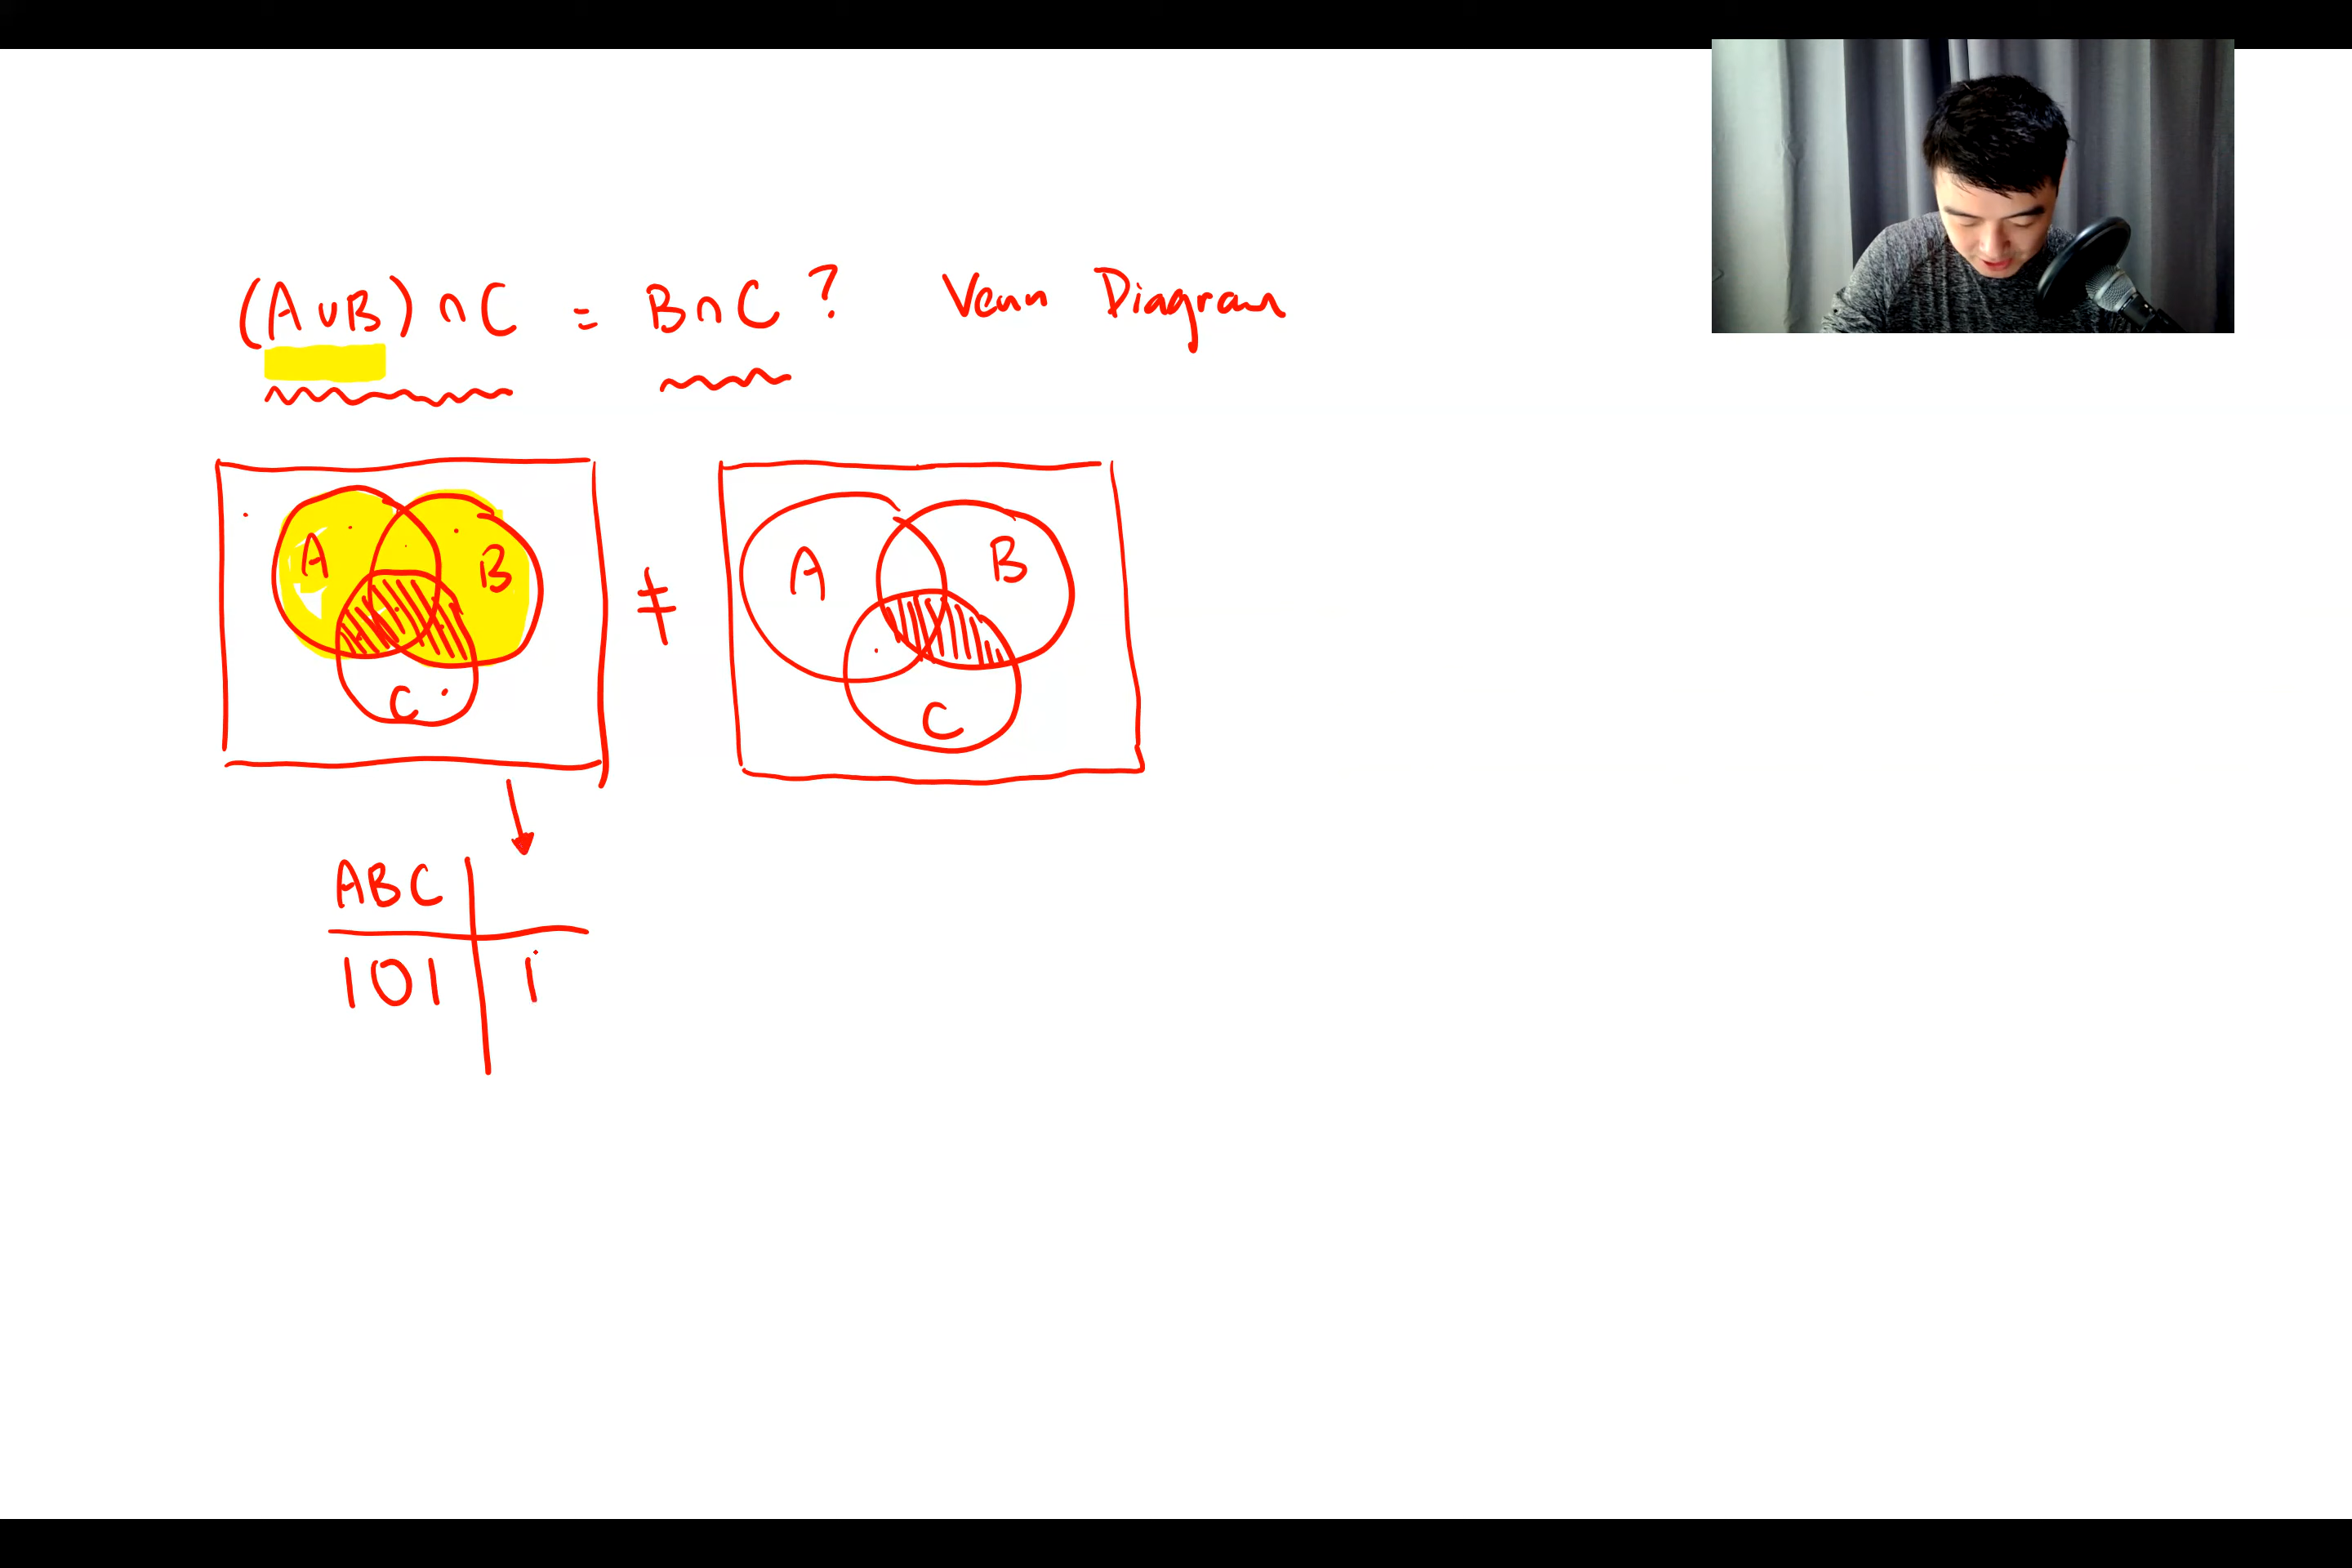 (A∪B)∩C = B∩C ? Venn Diagram
A B ≠ A B
C C
ABC
101 1